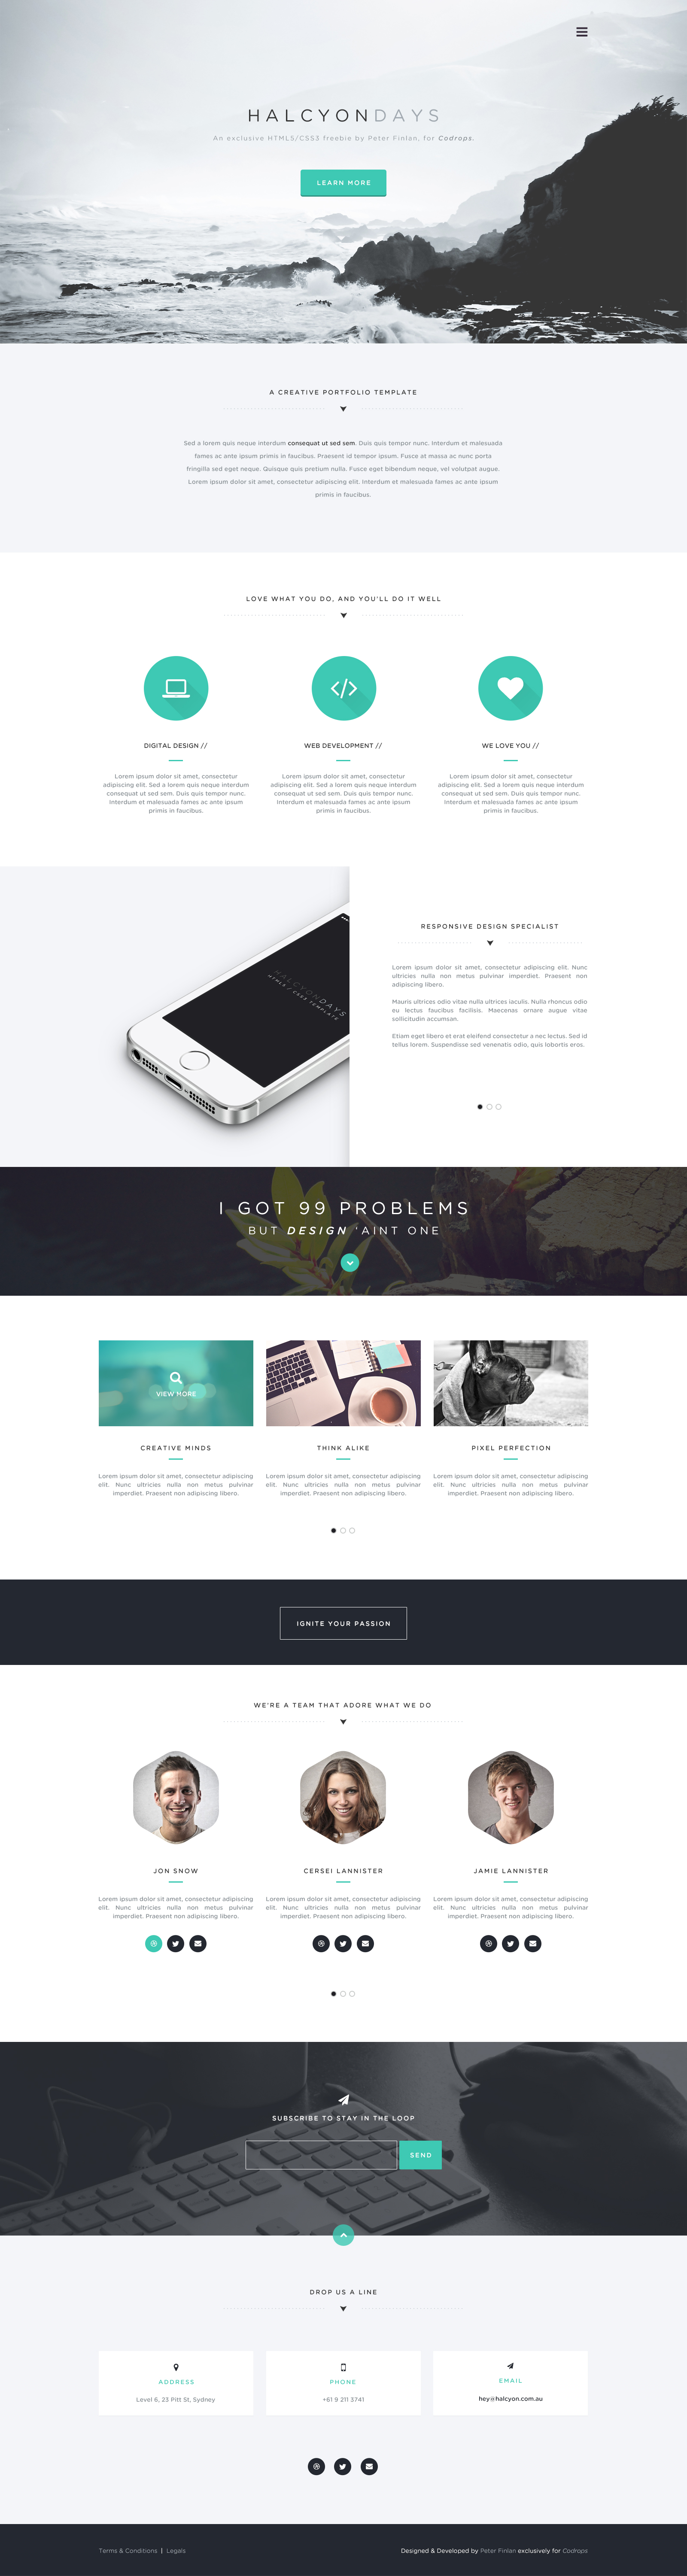 HALCYONDAYS
An exclusive HTML5/CSS3 freebie by Peter Finlan, for Codrops.
LEARN MORE
A CREATIVE PORTFOLIO TEMPLATE
Sed a lorem quis neque interdum consequat ut sed sem. Duis quis tempor nunc. Interdum et malesuada
fames ac ante ipsum primis in faucibus. Praesent id tempor ipsum. Fusce at massa ac nunc porta
fringilla sed eget neque. Quisque quis pretium nulla. Fusce eget bibendum neque, vel volutpat augue.
Lorem ipsum dolor sit amet, consectetur adipiscing elit. Interdum et malesuada fames ac ante ipsum
primis in faucibus.
LOVE WHAT YOU DO, AND YOU'LL DO IT WELL
DIGITAL DESIGN //
Lorem ipsum dolor sit amet, consectetur
adipiscing elit. Sed a lorem quis neque interdum
consequat ut sed sem. Duis quis tempor nunc.
Interdum et malesuada fames ac ante ipsum
primis in faucibus.
WEB DEVELOPMENT //
Lorem ipsum dolor sit amet, consectetur
adipiscing elit. Sed a lorem quis neque interdum
consequat ut sed sem. Duis quis tempor nunc.
Interdum et malesuada fames ac ante ipsum
primis in faucibus.
WE LOVE YOU //
Lorem ipsum dolor sit amet, consectetur
adipiscing elit. Sed a lorem quis neque interdum
consequat ut sed sem. Duis quis tempor nunc.
Interdum et malesuada fames ac ante ipsum
primis in faucibus.
HALCYONDAYS
HTML5 / CSS3 TEMPLATE
RESPONSIVE DESIGN SPECIALIST
Lorem ipsum dolor sit amet, consectetur adipiscing elit. Nunc
ultricies nulla non metus pulvinar imperdiet. Praesent non
adipiscing libero.
Mauris ultrices odio vitae nulla ultrices iaculis. Nulla rhoncus odio
eu lectus faucibus facilisis. Maecenas ornare augue vitae
sollicitudin accumsan.
Etiam eget libero et erat eleifend consectetur a nec lectus. Sed id
tellus lorem. Suspendisse sed venenatis odio, quis lobortis eros.
I GOT 99 PROBLEMS
BUT DESIGN 'AINT ONE
VIEW MORE
CREATIVE MINDS
Lorem ipsum dolor sit amet, consectetur adipiscing
elit. Nunc ultricies nulla non metus pulvinar
imperdiet. Praesent non adipiscing libero.
THINK ALIKE
Lorem ipsum dolor sit amet, consectetur adipiscing
elit. Nunc ultricies nulla non metus pulvinar
imperdiet. Praesent non adipiscing libero.
PIXEL PERFECTION
Lorem ipsum dolor sit amet, consectetur adipiscing
elit. Nunc ultricies nulla non metus pulvinar
imperdiet. Praesent non adipiscing libero.
IGNITE YOUR PASSION
WE'RE A TEAM THAT ADORE WHAT WE DO
JON SNOW
Lorem ipsum dolor sit amet, consectetur adipiscing
elit. Nunc ultricies nulla non metus pulvinar
imperdiet. Praesent non adipiscing libero.
CERSEI LANNISTER
Lorem ipsum dolor sit amet, consectetur adipiscing
elit. Nunc ultricies nulla non metus pulvinar
imperdiet. Praesent non adipiscing libero.
JAMIE LANNISTER
Lorem ipsum dolor sit amet, consectetur adipiscing
elit. Nunc ultricies nulla non metus pulvinar
imperdiet. Praesent non adipiscing libero.
SUBSCRIBE TO STAY IN THE LOOP
SEND
DROP US A LINE
ADDRESS
Level 6, 23 Pitt St, Sydney
PHONE
+61 9 211 3741
EMAIL
hey@halcyon.com.au
Terms & Conditions | Legals
Designed & Developed by Peter Finlan exclusively for Codrops